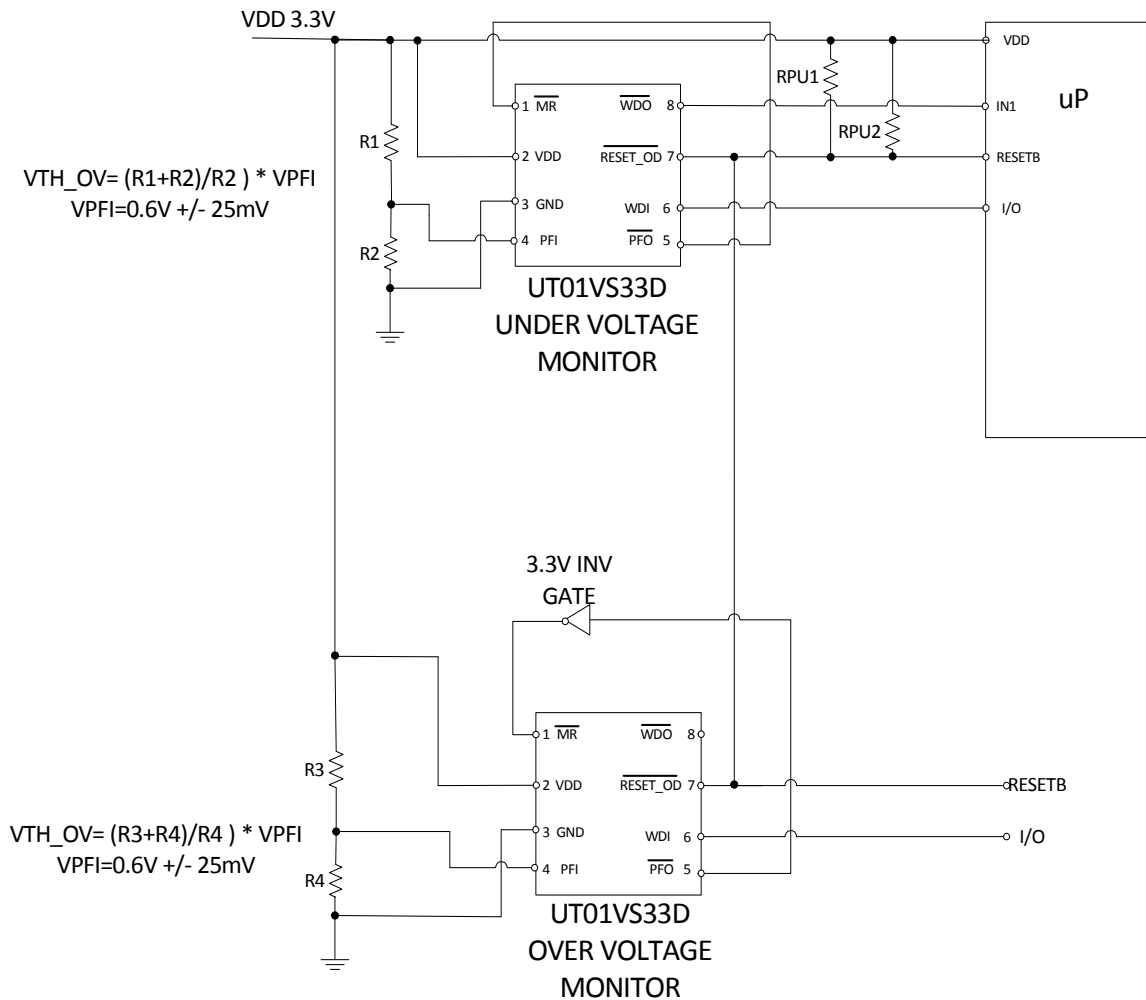 VDD 3.3V
RPU1
RPU2
VDD
uP
IN1
RESETB
I/O
R1
R2
VTH_OV= (R1+R2)/R2 ) * VPFI
VPFI=0.6V +/- 25mV
1 MR
WDO 8
2 VDD
RESET_OD 7
3 GND
WDI 6
4 PFI
PFO 5
UT01VS33D
UNDER VOLTAGE
MONITOR
3.3V INV
GATE
R3
R4
VTH_OV= (R3+R4)/R4 ) * VPFI
VPFI=0.6V +/- 25mV
1 MR
WDO 8
2 VDD
RESET_OD 7
RESETB
3 GND
WDI 6
I/O
4 PFI
PFO 5
UT01VS33D
OVER VOLTAGE
MONITOR